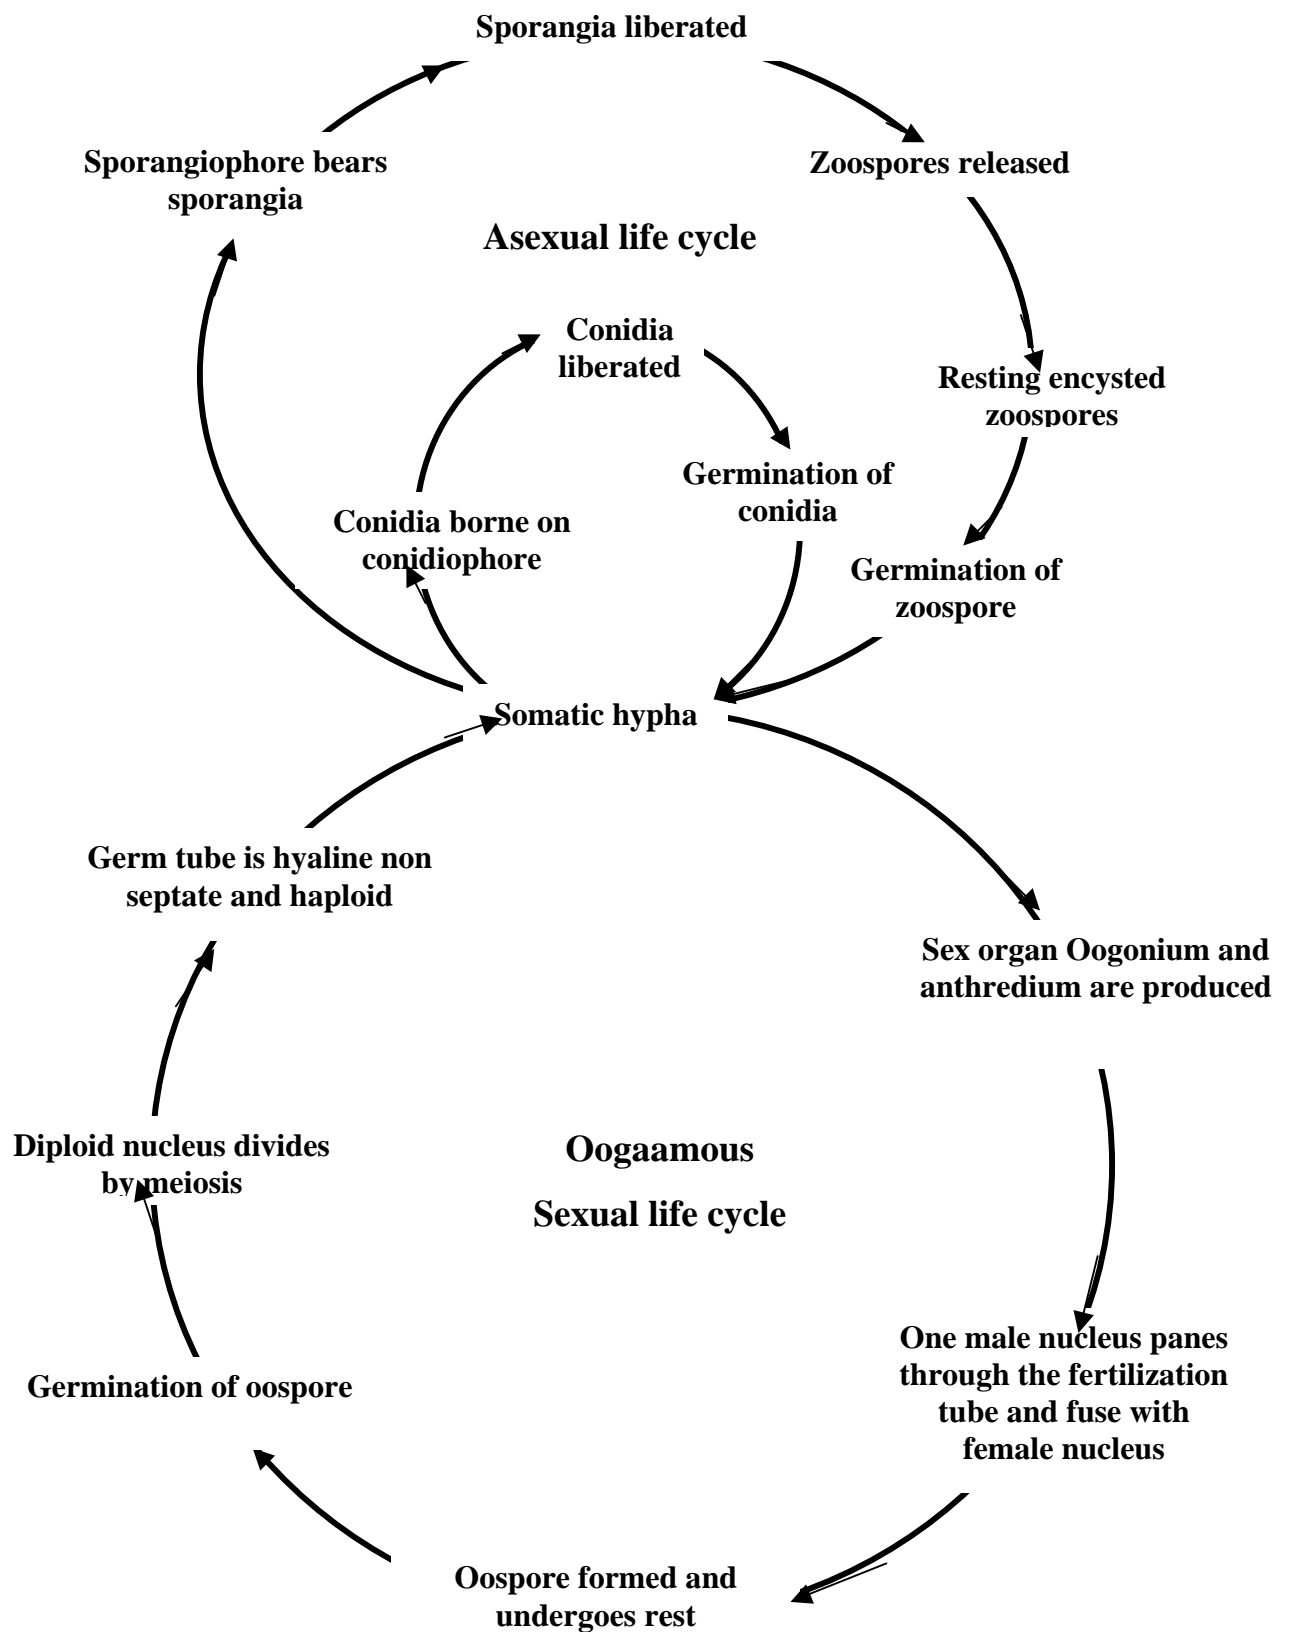 Sporangia liberated
Sporangiophore bears
sporangia
Zoospores released
Asexual life cycle
Conidia
liberated
Resting encysted
zoospores
Germination of
conidia
Conidia borne on
conidiophore
Germination of
zoospore
Somatic hypha
Germ tube is hyaline non
septate and haploid
Sex organ Oogonium and
anthredium are produced
Diploid nucleus divides
by meiosis
Oogaamous
Sexual life cycle
One male nucleus panes
through the fertilization
tube and fuse with
female nucleus
Germination of oospore
Oospore formed and
undergoes rest